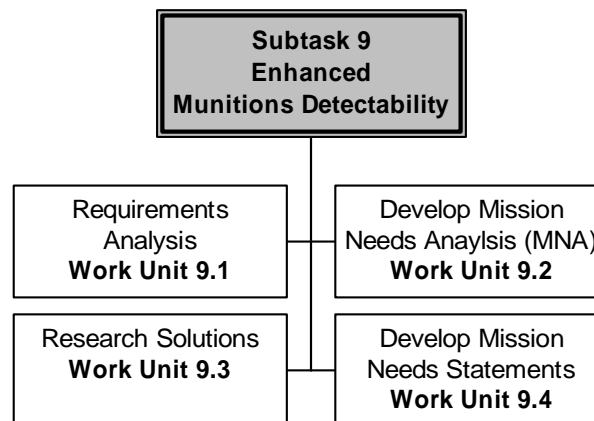 Subtask 9
Enhanced
Munitions Detectability
Requirements
Analysis
Work Unit 9.1
Develop Mission
Needs Anaylsis (MNA)
Work Unit 9.2
Research Solutions
Work Unit 9.3
Develop Mission
Needs Statements
Work Unit 9.4